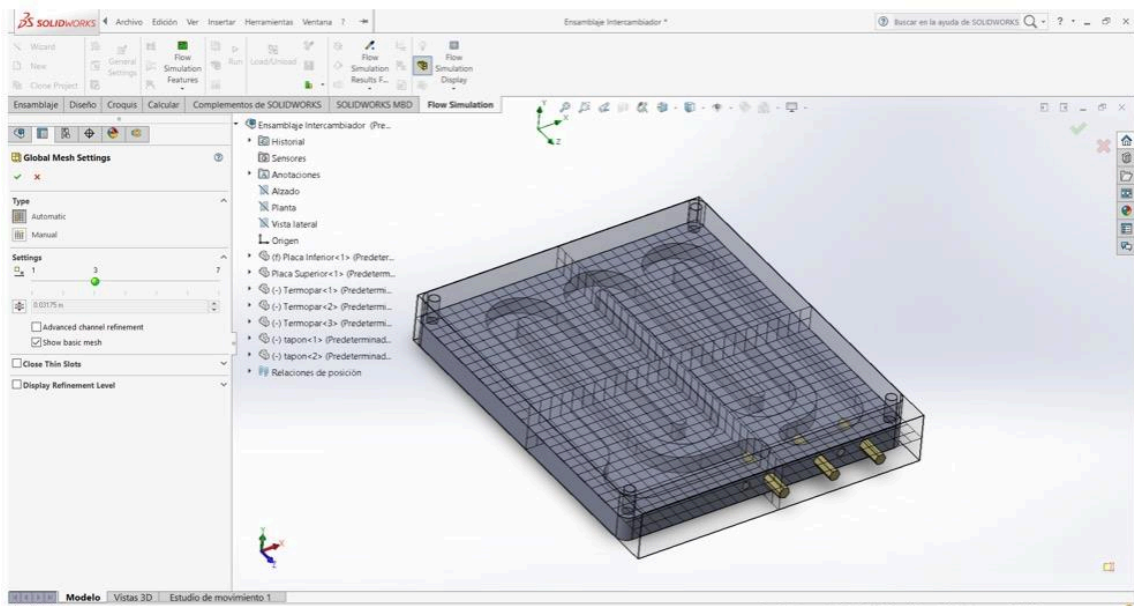 SOLIDWORKS
Archivo Edición Ver Insertar Herramientas Ventana ?
Ensamblaje Intercambiador *
Buscar en la ayuda de SOLIDWORKS
Wizard
New
Clone Project
General Settings
Flow Simulation Features
Run
Load/Unload
Flow Simulation Results F...
Flow Simulation Display
Ensamblaje Diseño Croquis Calcular Complementos de SOLIDWORKS SOLIDWORKS MBD Flow Simulation
Global Mesh Settings
Type
Automatic
Manual
Settings
1 3 7
0.03175 m
Advanced channel refinement
Show basic mesh
Close Thin Slots
Display Refinement Level
Ensamblaje Intercambiador (Pre...
Historial
Sensores
Anotaciones
Alzado
Planta
Vista lateral
Origen
(f) Placa Inferior<1> (Predeter...
Placa Superior<1> (Predeterm...
(-) Termopar<1> (Predetermi...
(-) Termopar<2> (Predetermi...
(-) Termopar<3> (Predetermi...
(-) tapon<1> (Predeterminad...
(-) tapon<2> (Predeterminad...
Relaciones de posición
Y
X
Z
Y
X
Z
Modelo Vistas 3D Estudio de movimiento 1